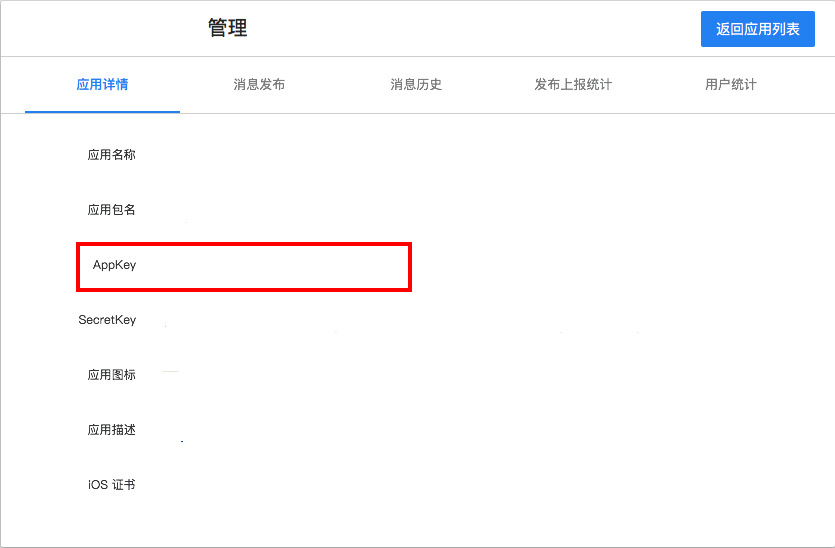 管理
返回应用列表
应用详情 消息发布 消息历史 发布上报统计 用户统计
应用名称
应用包名
AppKey
SecretKey
应用图标
应用描述
iOS 证书